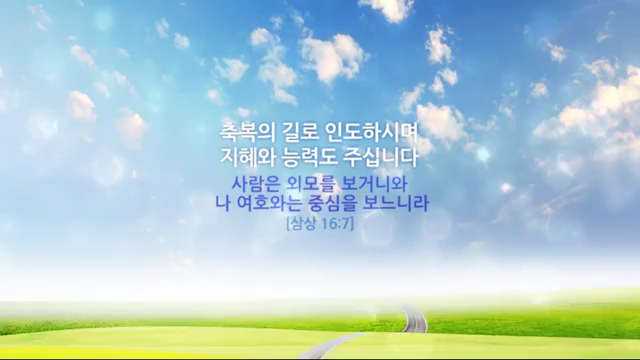 축복의 길로 인도하시며
지혜와 능력도 주십니다
사람은 외모를 보거니와
나 여호와는 중심을 보느니라
[삼상 16:7]